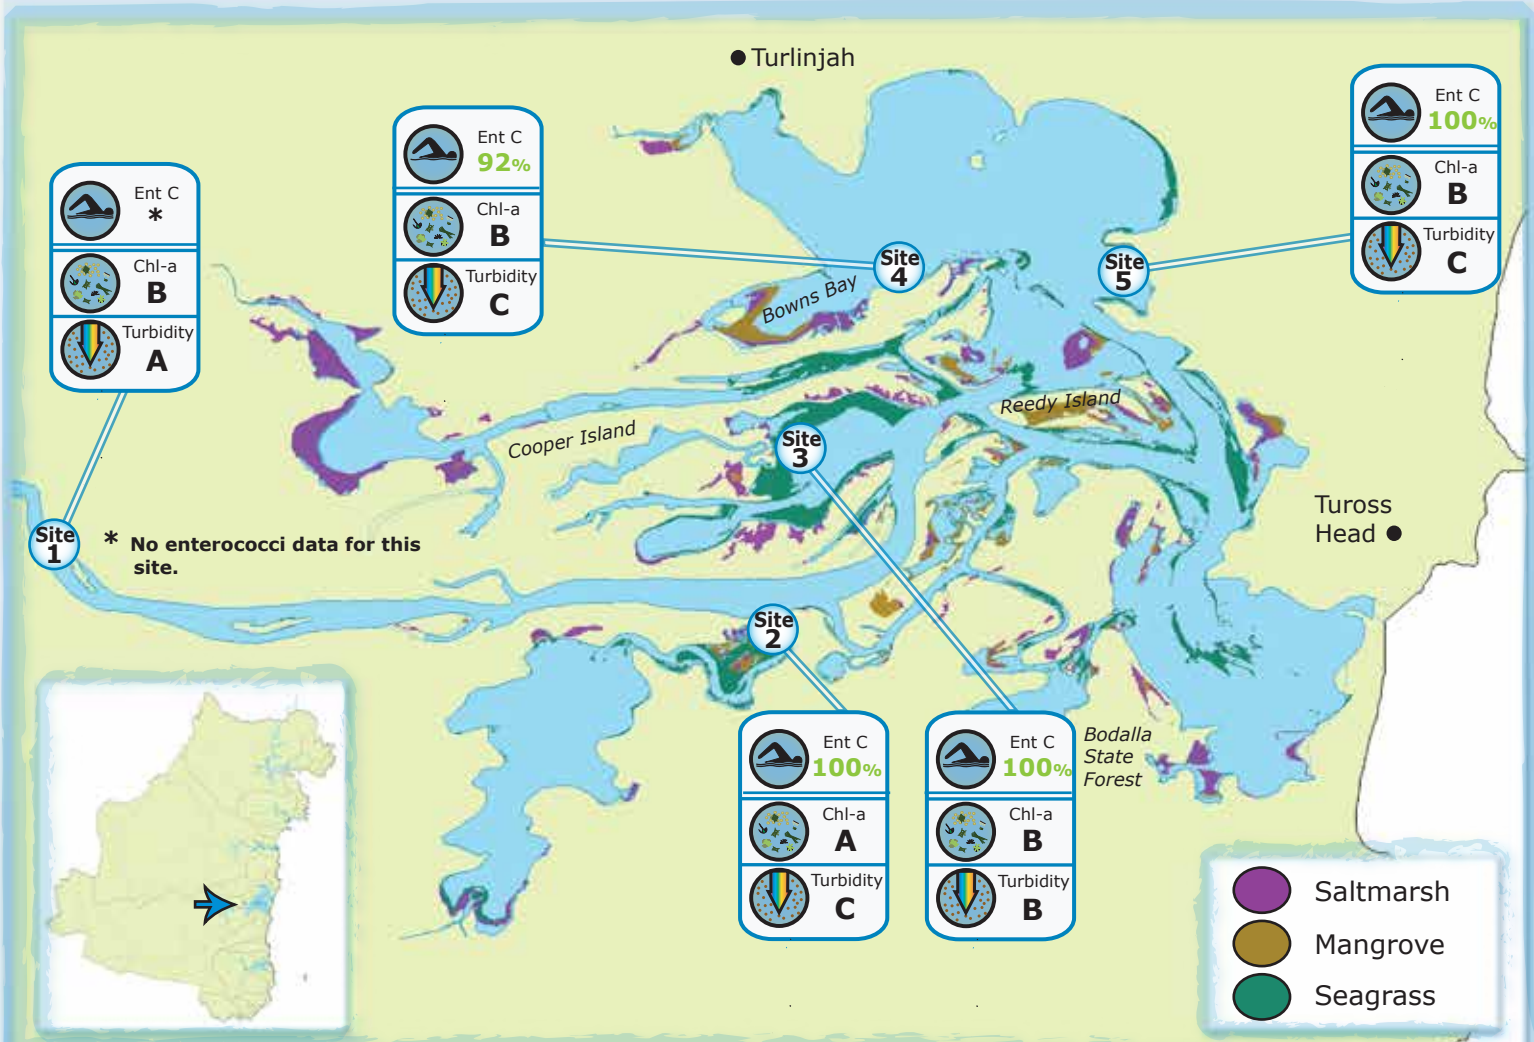 Turlinjah
Ent C
100%
Chl-a
B
Turbidity
C
Ent C
92%
Chl-a
B
Turbidity
C
Ent C
*
Chl-a
B
Turbidity
A
Site
4
Site
5
Bowns Bay
Reedy Island
Cooper Island
Site
3
Tuross
Head
Site
1
* No enterococci data for this
site.
Site
2
Ent C
100%
Chl-a
A
Turbidity
C
Ent C
100%
Chl-a
B
Turbidity
B
Bodalla
State
Forest
Saltmarsh
Mangrove
Seagrass